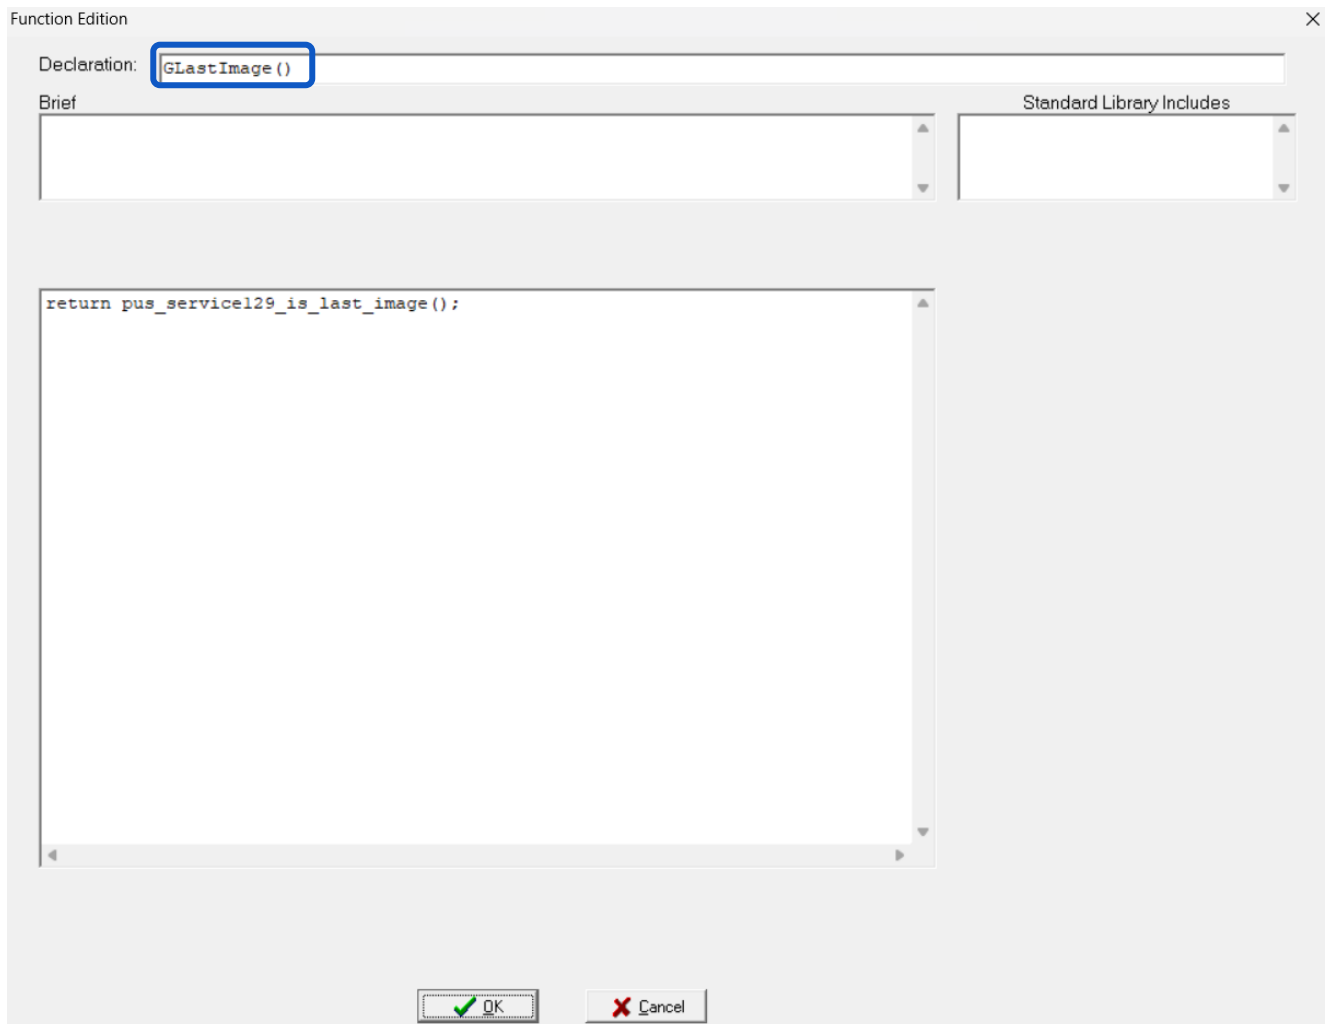 Function Edition
Declaration: GLastImage()
Brief
Standard Library Includes
return pus_service129_is_last_image();
OK
Cancel